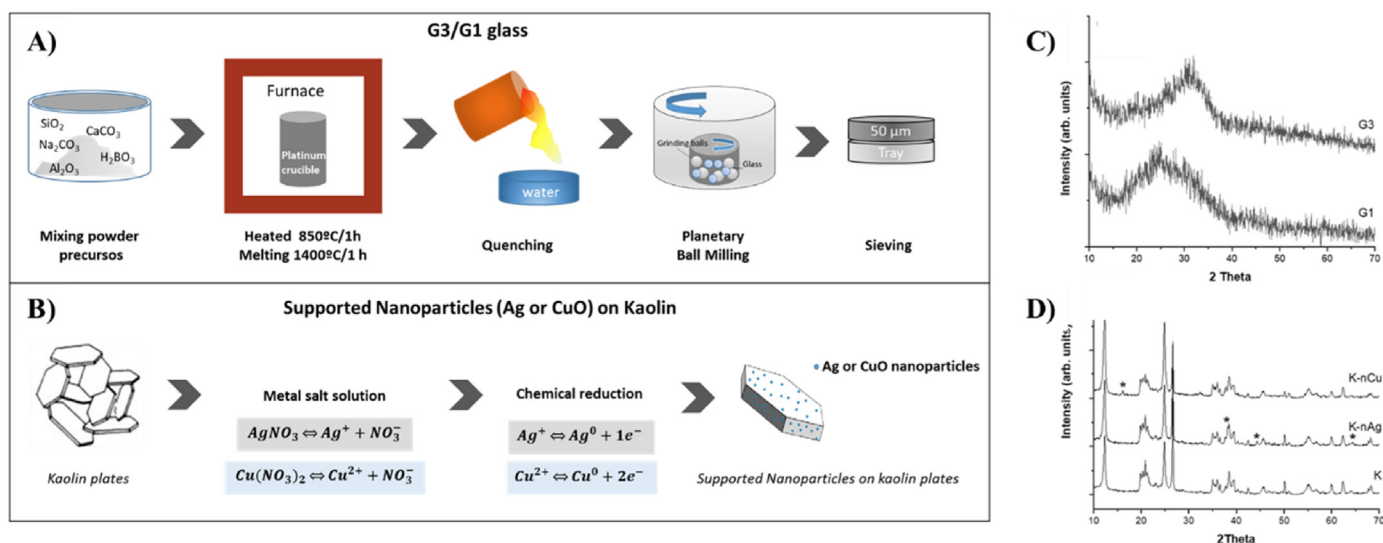 A)
G3/G1 glass
SiO₂
CaCO₃
Na₂CO₃
H₂BO₃
Al₂O₃
Mixing powder
precursos
Furnace
Platinum
crucible
Heated 850ºC/1h
Melting 1400ºC/1 h
water
Quenching
Grinding balls
Glass
Planetary
Ball Milling
50 µm
Tray
Sieving
B)
Supported Nanoparticles (Ag or CuO) on Kaolin
Kaolin plates
Metal salt solution
AgNO₃ ⇔ Ag⁺ + NO₃⁻
Cu(NO₃)₂ ⇔ Cu²⁺ + NO₃⁻
Chemical reduction
Ag⁺ ⇔ Ag⁰ + 1e⁻
Cu²⁺ ⇔ Cu⁰ + 2e⁻
Ag or CuO nanoparticles
Supported Nanoparticles on kaolin plates
C)
Intensity (arb. units)
G3
G1
10 20 30 40 50 60 70
2 Theta
D)
Intensity (arb. units,
K-nCu
*
K-nAg
* * *
K
10 20 30 40 50 60 70
2Theta